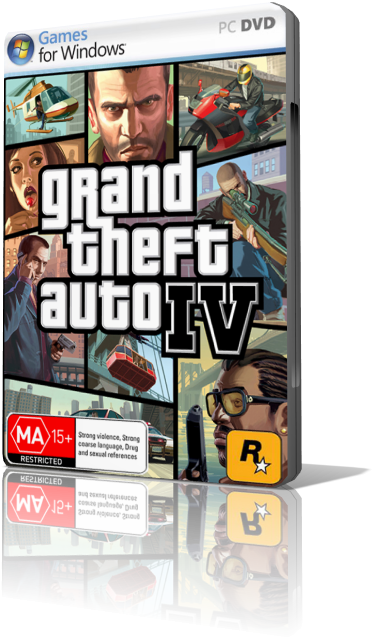 Games
for Windows
PC DVD
grand
theft
auto IV
MA 15+
RESTRICTED
Strong violence, Strong
coarse language, Drug
and sexual references
R